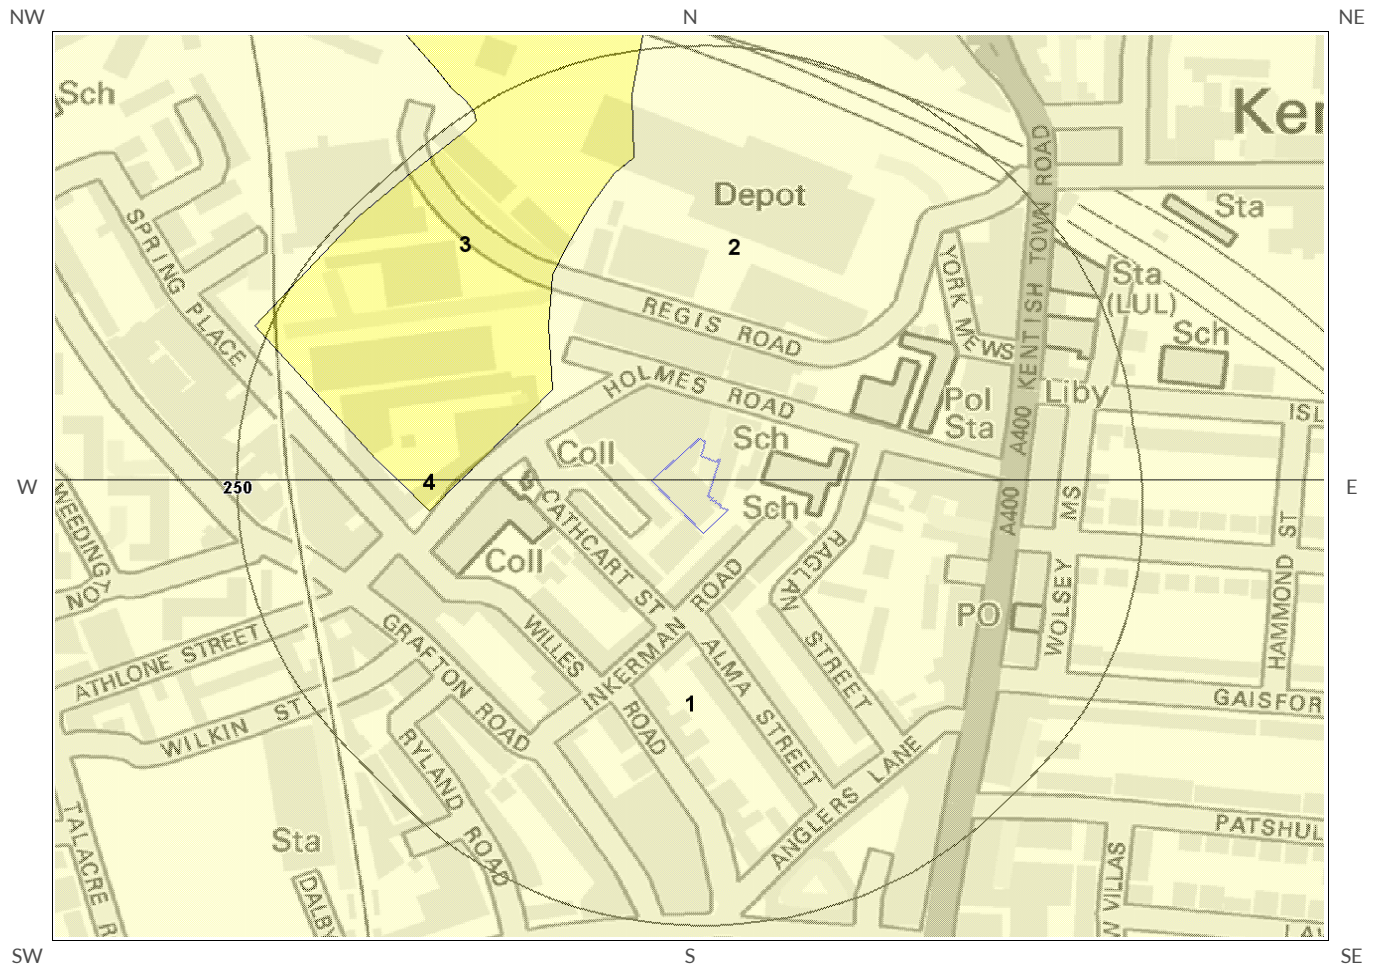 NW
N
NE
Sch
Ker
KENTISH TOWN ROAD
Depot
Sta
SPRING PLACE
3
2
YORK MEWS
Sta
(LUL)
REGIS ROAD
Sch
HOLMES ROAD
Pol
Sta
Liby
ISL
A400
Coll
Sch
W
250
4
E
WEEDINGT
CATHCART ST
Sch
A400
MS
HAMMOND ST
Coll
RAGLAN
STREET
NOT
INKERMAN ROAD
PO
WOLSEY
ATHLONE STREET
GRAFTON ROAD
WILLES
ROAD
ALMA STREET
1
GAISFOR
WILKIN ST
RYLAND ROAD
ANGLERS LANE
TALACRE R
Sta
PATSHUL
DALBY
W VILLAS
LA
SW
S
SE